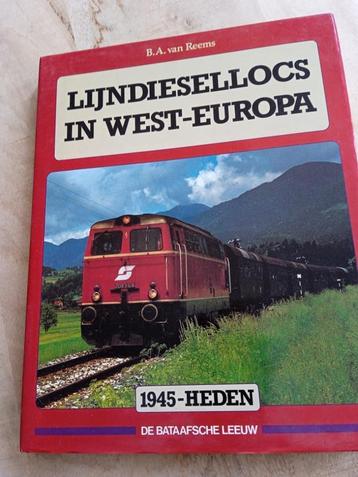 B.A. van Reems
LIJNDIESELLOCS
IN WEST-EUROPA
1945-HEDEN
DE BATAAFSCHE LEEUW